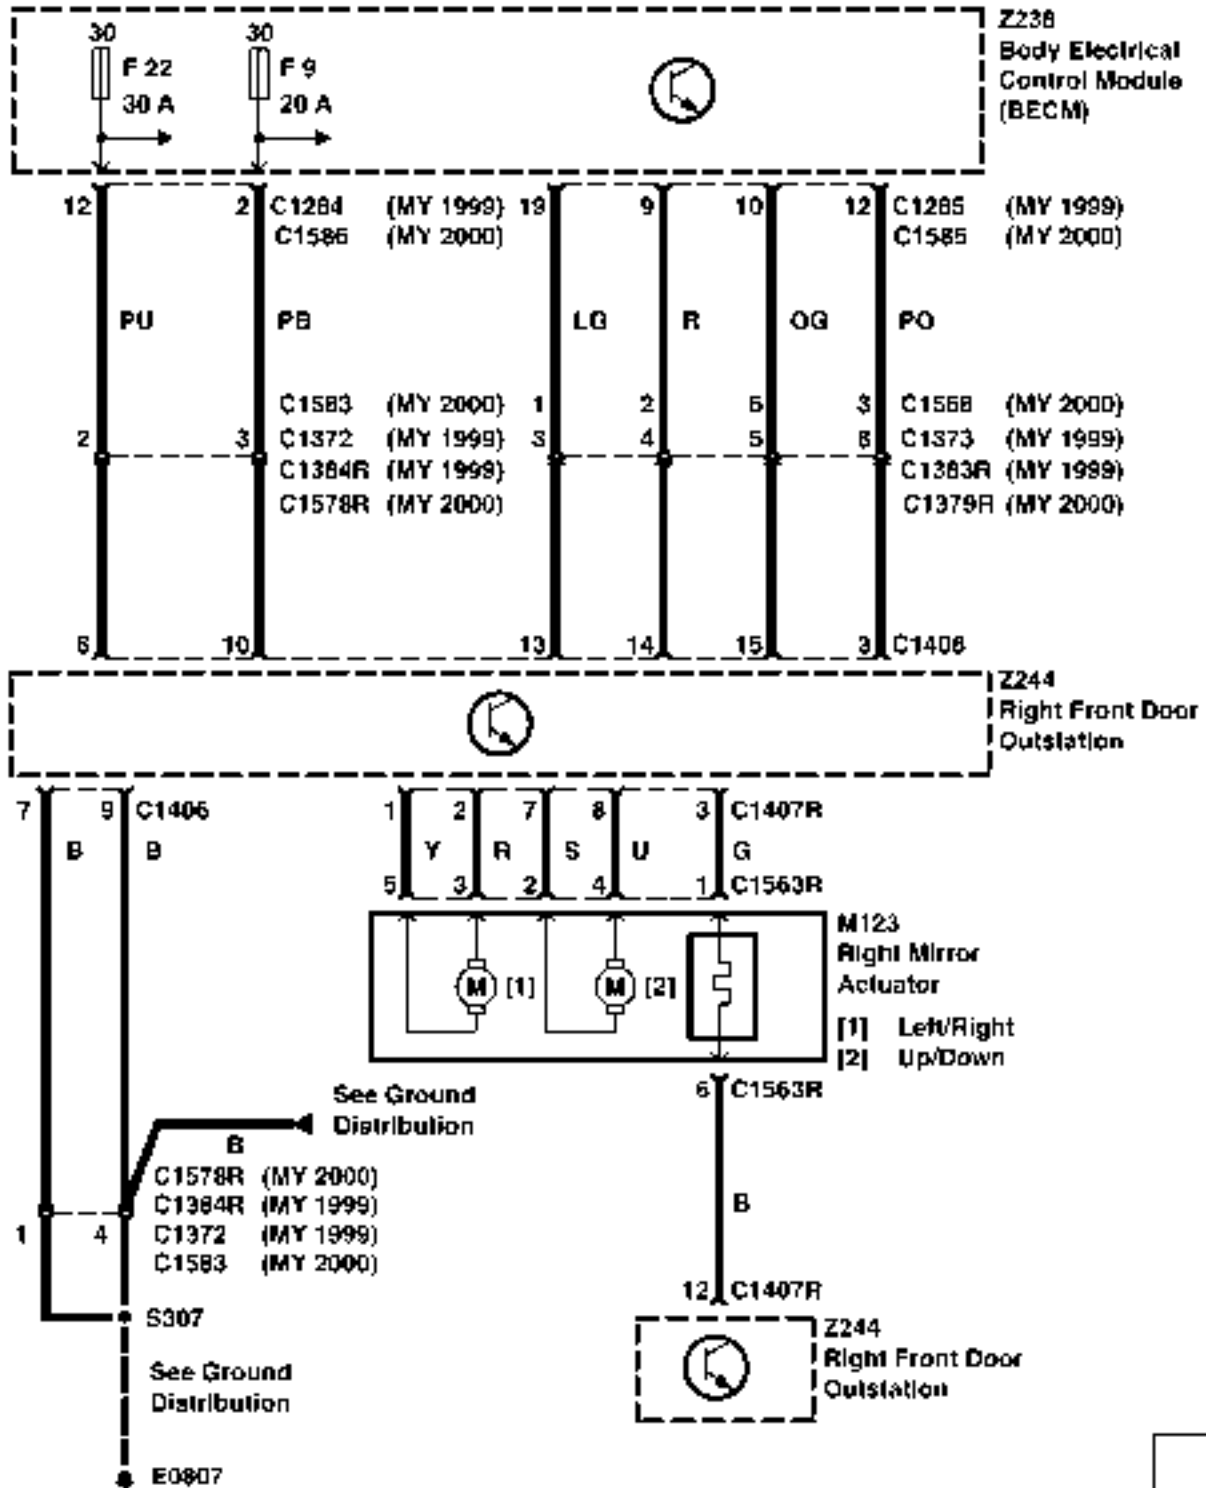 Z238
30 30
Body Electrical
F 22 F 9
Control Module
30 A 20 A
(BECM)
12 2 C1284 (MY 1999) 19 9 10 12 C1285 (MY 1999)
C1586 (MY 2000) C1585 (MY 2000)
PU PB LG R OG PO
C1583 (MY 2000) 1 2 6 3 C1568 (MY 2000)
2 3 C1372 (MY 1999) 3 4 5 8 C1373 (MY 1999)
C1384R (MY 1999) C1383R (MY 1999)
C1578R (MY 2000) C1379R (MY 2000)
6 10 13 14 15 3 C1406
Z244
Right Front Door
Outstation
7 9 C1406 1 2 7 8 3 C1407R
B B Y R S U G
5 3 2 4 1 C1563R
M123
Right Mirror
M [1] M [2] Actuator
[1] Left/Right
[2] Up/Down
See Ground 6 C1563R
Distribution
B
C1578R (MY 2000)
C1384R (MY 1999) B
1 4 C1372 (MY 1999)
C1583 (MY 2000)
12 C1407R
S307
Z244
Right Front Door
See Ground Outstation
Distribution
E0807